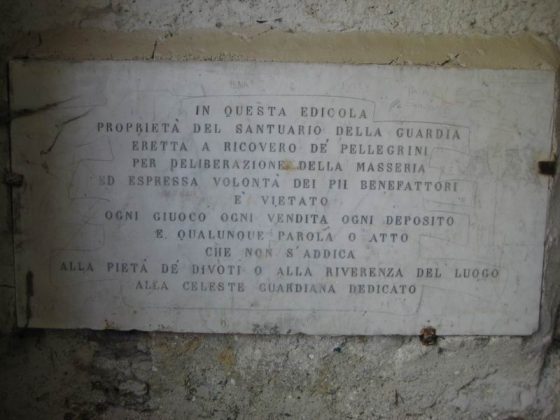 IN QUESTA EDICOLA
PROPRIETÀ DEL SANTUARIO DELLA GUARDIA
ERETTA A RICOVERO DE' PELLEGRINI
PER DELIBERAZIONE DELLA MASSERIA
ED ESPRESSA VOLONTÀ DEI PII BENEFATTORI
E' VIETATO
OGNI GIUOCO OGNI VENDITA OGNI DEPOSITO
E QUALUNQUE PAROLA O ATTO
CHE NON S'ADDICA
ALLA PIETÀ DE' DIVOTI O ALLA RIVERENZA DEL LUOGO
ALLA CELESTE GUARDIANA DEDICATO